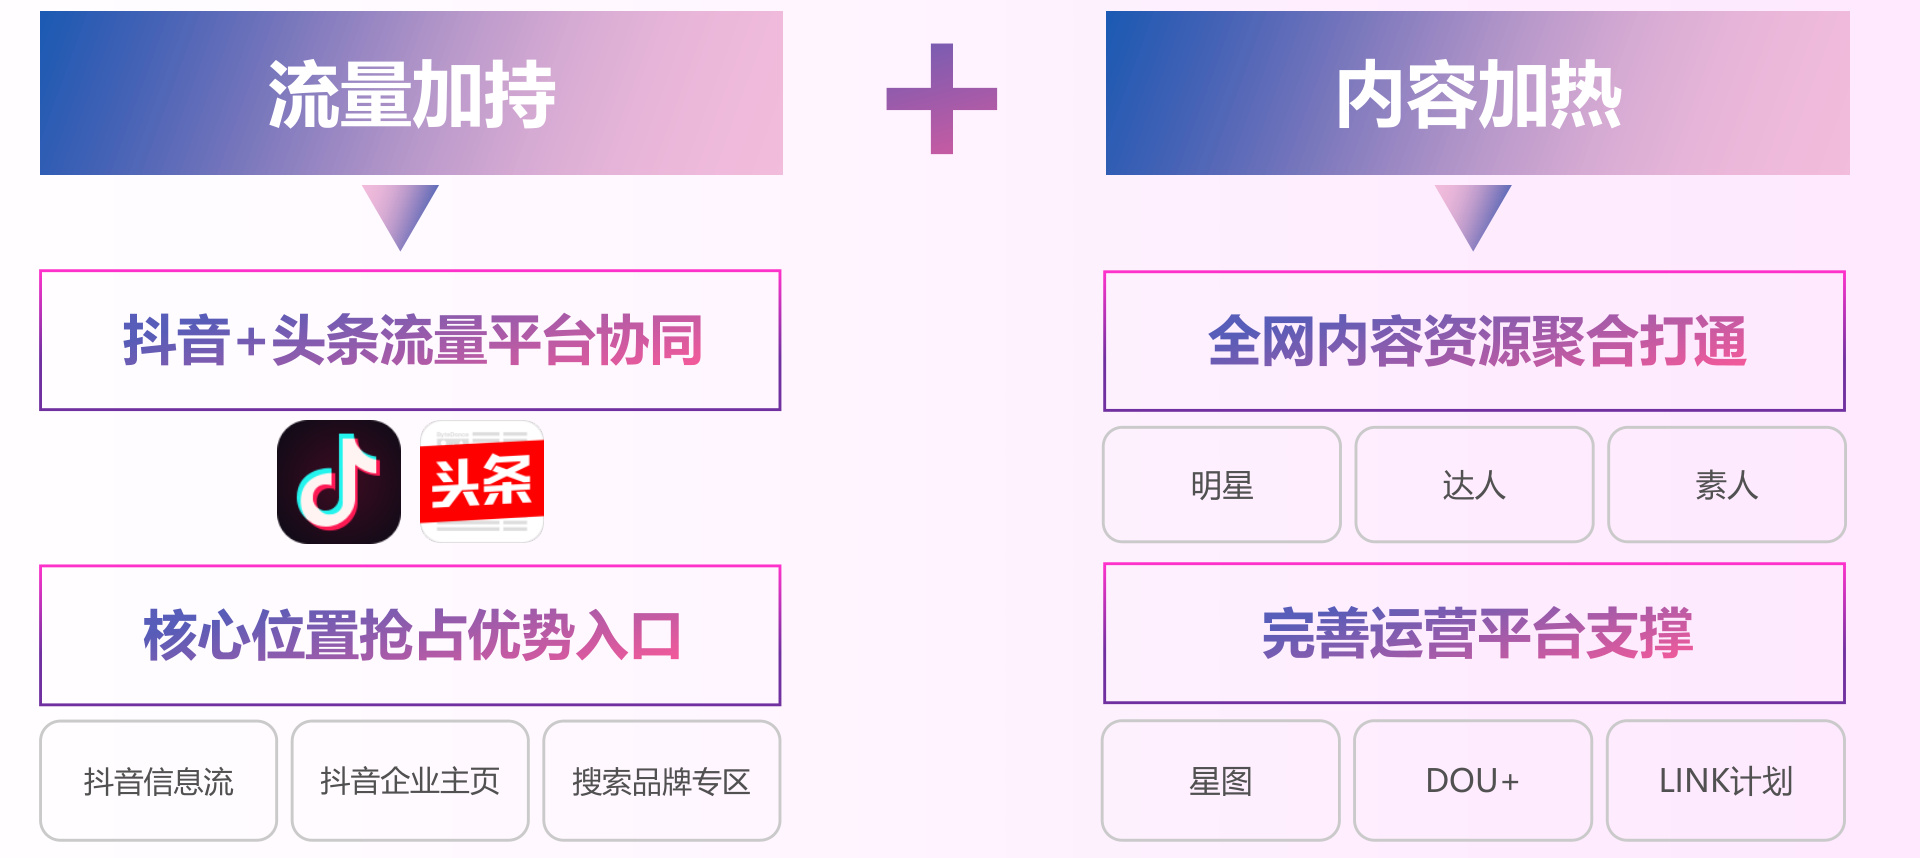 流量加持
+
内容加热
抖音+头条流量平台协同
头条
核心位置抢占优势入口
抖音信息流
抖音企业主页
搜索品牌专区
全网内容资源聚合打通
明星
达人
素人
完善运营平台支撑
星图
DOU+
LINK计划